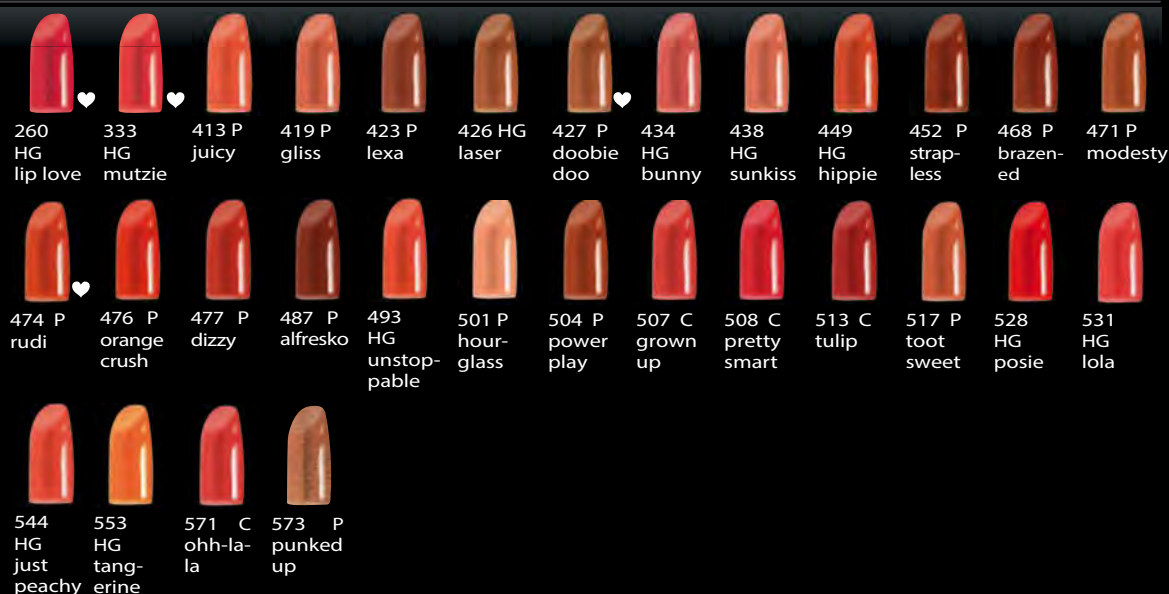 260
HG
lip love
333
HG
mutzie
413 P
juicy
419 P
gliss
423 P
lexa
426 HG
laser
427 P
doobie
doo
434
HG
bunny
438
HG
sunkiss
449
HG
hippie
452 P
strap-
less
468 P
brazen-
ed
471 P
modesty
474 P
rudi
476 P
orange
crush
477 P
dizzy
487 P
alfresko
493
HG
unstop-
pable
501 P
hour-
glass
504 P
power
play
507 C
grown
up
508 C
pretty
smart
513 C
tulip
517 P
toot
sweet
528
HG
posie
531
HG
lola
544
HG
just
peachy
553
HG
tang-
erine
571 C
ohh-la-
la
573 P
punked
up